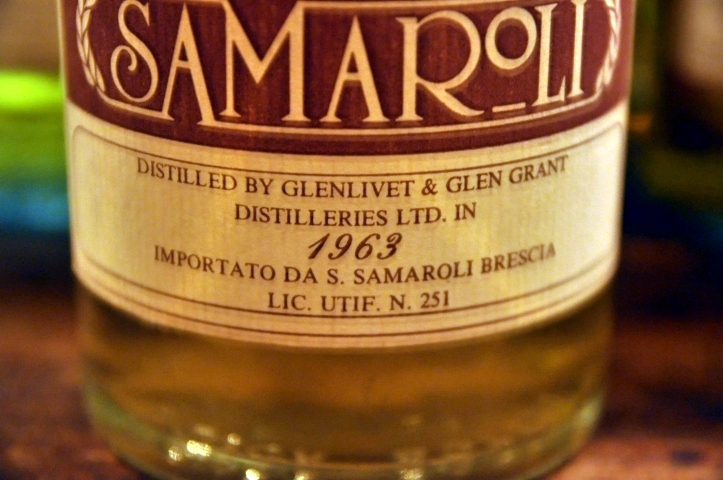 SAMAROLI
DISTILLED BY GLENLIVET & GLEN GRANT
DISTILLERIES LTD. IN
1963
IMPORTATO DA S. SAMAROLI BRESCIA
LIC. UTIF. N. 251